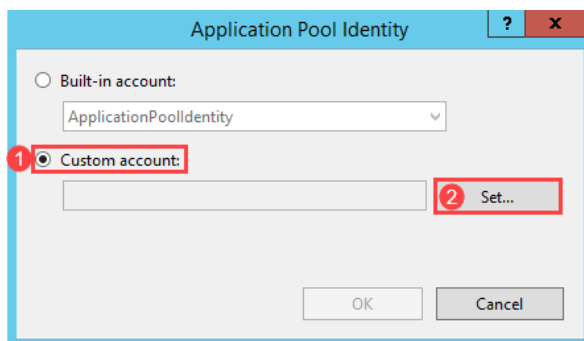 Application Pool Identity
? x
Built-in account:
ApplicationPoolIdentity
1 Custom account:
2 Set...
OK Cancel